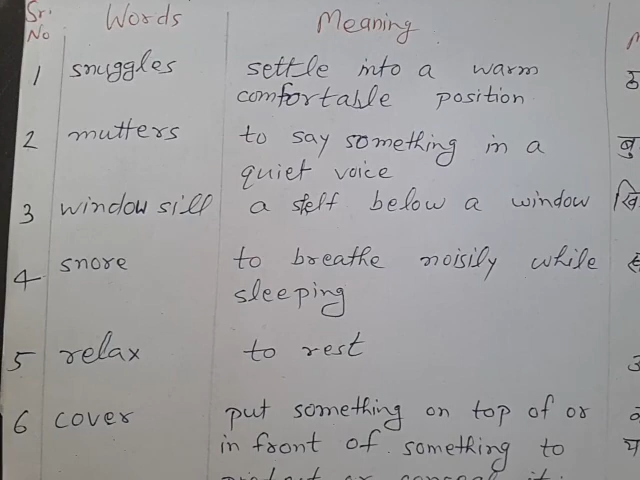 Sr. No Words Meaning
1 snuggles settle into a warm
comfortable position
2 mutters to say something in a
quiet voice
3 window sill a shelf below a window
4 snore to breathe noisily while
sleeping
5 relax to rest
6 cover put something on top of or
in front of something to